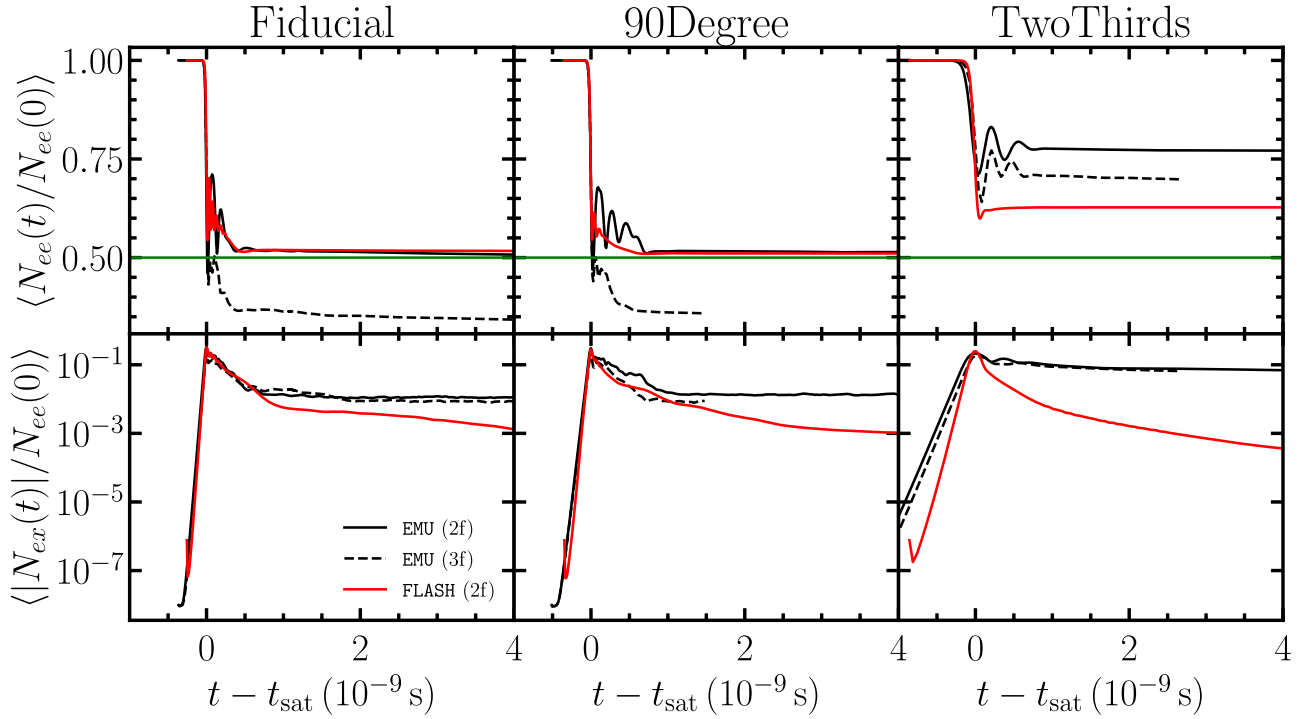 Fiducial 90Degree TwoThirds
⟨N_ee(t)/N_ee(0)⟩
1.00
0.75
0.50
⟨|N_ex(t)|/N_ee(0)⟩
10^−1
10^−3
10^−5
10^−7
EMU (2f)
EMU (3f)
FLASH (2f)
0 2 4 0 2 4 0 2 4
t − t_sat (10^−9 s) t − t_sat (10^−9 s) t − t_sat (10^−9 s)